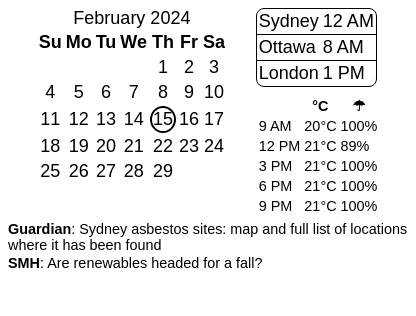 February 2024
Su Mo Tu We Th Fr Sa
1 2 3
4 5 6 7 8 9 10
11 12 13 14 15 16 17
18 19 20 21 22 23 24
25 26 27 28 29
Sydney 12 AM
Ottawa 8 AM
London 1 PM
°C ☂
9 AM 20°C 100%
12 PM 21°C 89%
3 PM 21°C 100%
6 PM 21°C 100%
9 PM 21°C 100%
Guardian: Sydney asbestos sites: map and full list of locations
where it has been found
SMH: Are renewables headed for a fall?